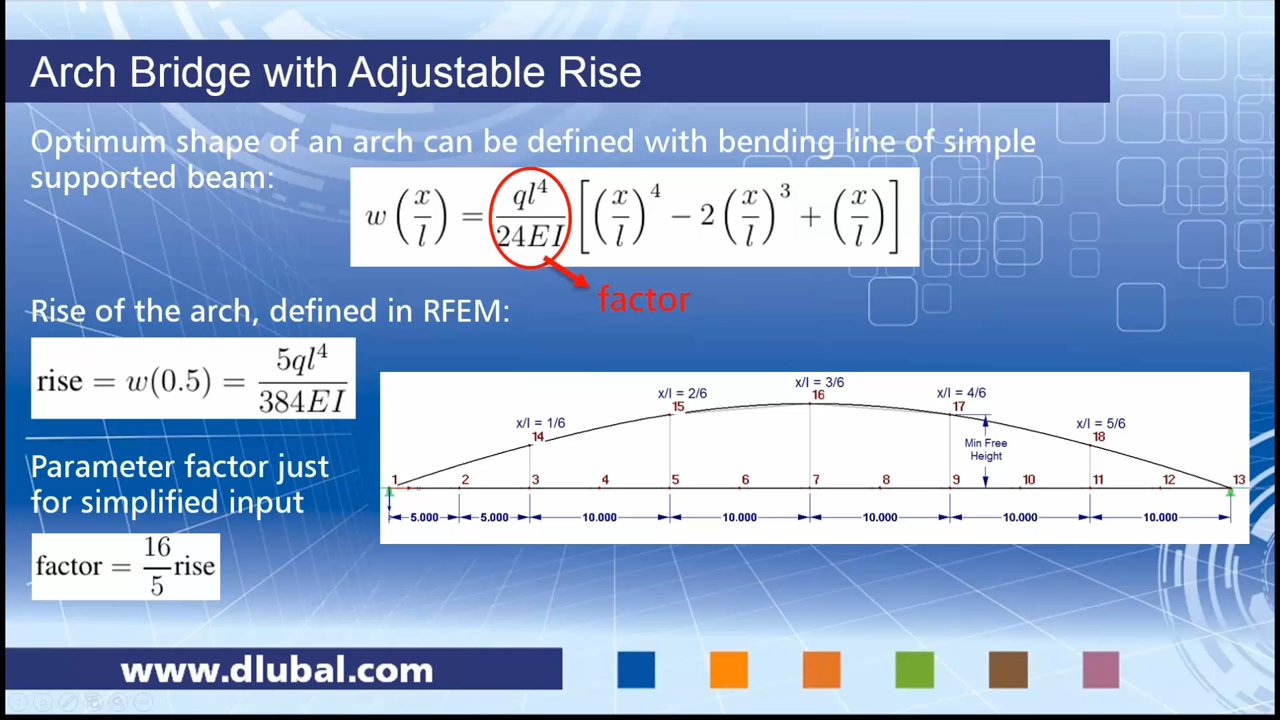 Arch Bridge with Adjustable Rise
Optimum shape of an arch can be defined with bending line of simple
supported beam:
w(x/l) = ql⁴/24EI [(x/l)⁴ − 2(x/l)³ + (x/l)]
factor
Rise of the arch, defined in RFEM:
rise = w(0.5) = 5ql⁴/384EI
Parameter factor just
for simplified input
factor = 16/5 rise
x/l = 1/6 x/l = 2/6 x/l = 3/6 x/l = 4/6 x/l = 5/6
14 15 16 17 18
Min Free
Height
1 2 3 4 5 6 7 8 9 10 11 12 13
5.000 5.000 10.000 10.000 10.000 10.000 10.000
www.dlubal.com